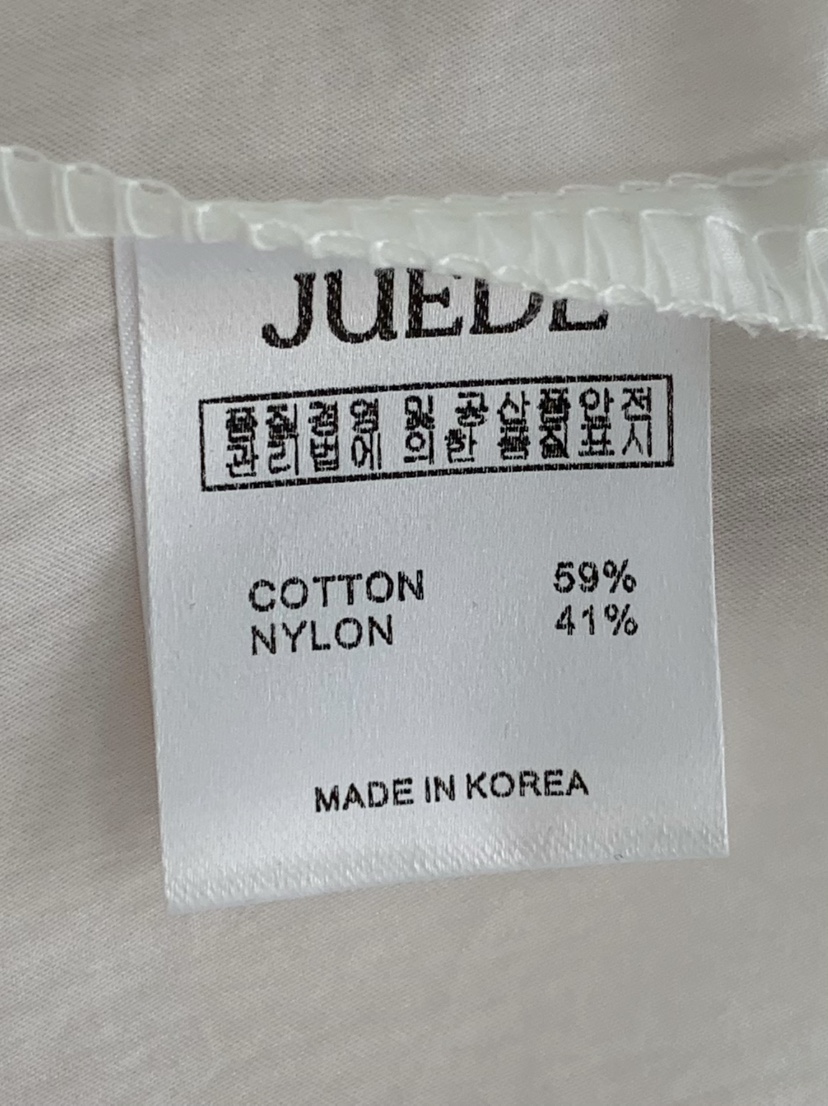 JUEDE
품질경영 및 공산품안전
관리법에 의한 품질표시
COTTON 59%
NYLON 41%
MADE IN KOREA